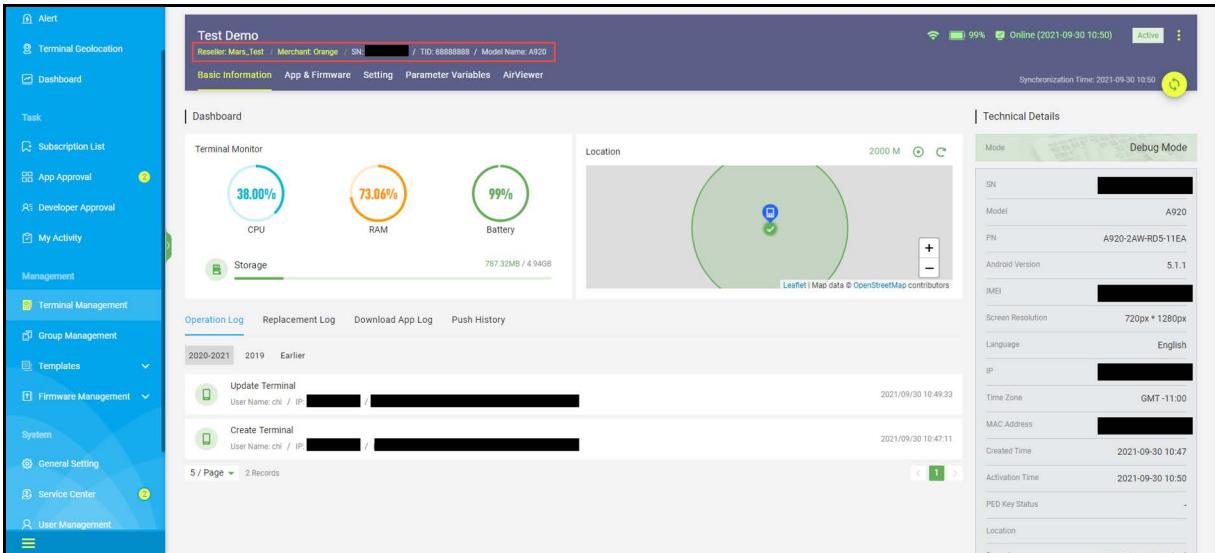 Alert
Terminal Geolocation
Dashboard
Task
Subscription List
App Approval 2
Developer Approval
My Activity
Management
Terminal Management
Group Management
Templates
Firmware Management
System
General Setting
Service Center 2
User Management
Test Demo
Reseller: Mars_Test / Merchant: Orange / SN: / TID: 88888888 / Model Name: A920
99% Online (2021-09-30 10:50) Active
Basic Information App & Firmware Setting Parameter Variables AirViewer
Synchronization Time: 2021-09-30 10:50
Dashboard
Terminal Monitor
38.00% 73.06% 99%
CPU RAM Battery
Storage 787.32MB / 4.94GB
Location 2000 M
+
−
Leaflet | Map data © OpenStreetMap contributors
Operation Log Replacement Log Download App Log Push History
2020-2021 2019 Earlier
Update Terminal
User Name: chi / IP: /
2021/09/30 10:49:33
Create Terminal
User Name: chi / IP: /
2021/09/30 10:47:11
5 / Page 2 Records
< 1 >
Technical Details
Mode Debug Mode
SN
Model A920
PN A920-2AW-RD5-11EA
Android Version 5.1.1
IMEI
Screen Resolution 720px * 1280px
Language English
IP
Time Zone GMT -11:00
MAC Address
Created Time 2021-09-30 10:47
Activation Time 2021-09-30 10:50
PED Key Status -
Location